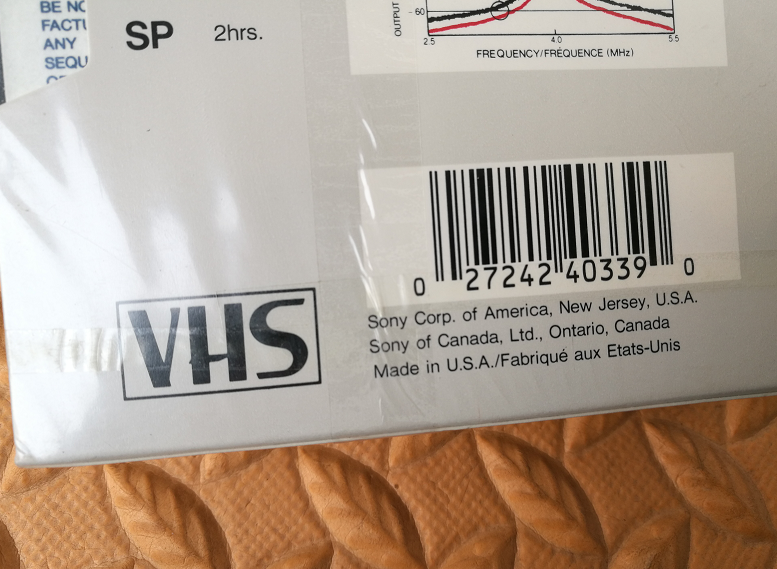 BE NO
FACTU
ANY
SEQU
SP 2hrs.
OUTPUT
-60
2.5 4.0 5.5
FREQUENCY/FRÉQUENCE (MHz)
0 27242 40339 0
Sony Corp. of America, New Jersey, U.S.A.
Sony of Canada, Ltd., Ontario, Canada
Made in U.S.A./Fabriqué aux Etats-Unis
VHS